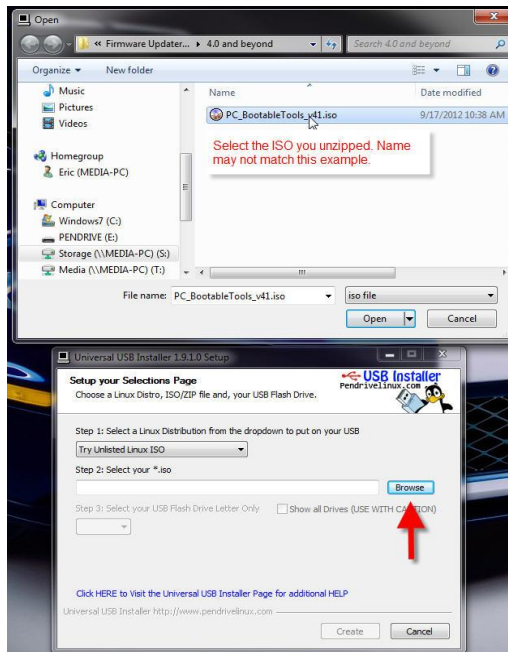 Open
« Firmware Updater... ▸ 4.0 and beyond
Search 4.0 and beyond
Organize
New folder
Name
Date modified
Music
Pictures
Videos
PC_BootableTools_v41.iso
9/17/2012 10:38 AM
Select the ISO you unzipped. Name
may not match this example.
Homegroup
Eric (MEDIA-PC)
Computer
Windows7 (C:)
PENDRIVE (E:)
Storage (\\MEDIA-PC) (S:)
Media (\\MEDIA-PC) (T:)
File name:
PC_BootableTools_v41.iso
iso file
Open
Cancel
Universal USB Installer 1.9.1.0 Setup
Setup your Selections Page
Choose a Linux Distro, ISO/ZIP file and, your USB Flash Drive.
USB Installer
Pendrivelinux.com
Step 1: Select a Linux Distribution from the dropdown to put on your USB
Try Unlisted Linux ISO
Step 2: Select your *.iso
Browse
Step 3: Select your USB Flash Drive Letter Only
Show all Drives (USE WITH CAUTION)
Click HERE to Visit the Universal USB Installer Page for additional HELP
Universal USB Installer http://www.pendrivelinux.com
Create
Cancel